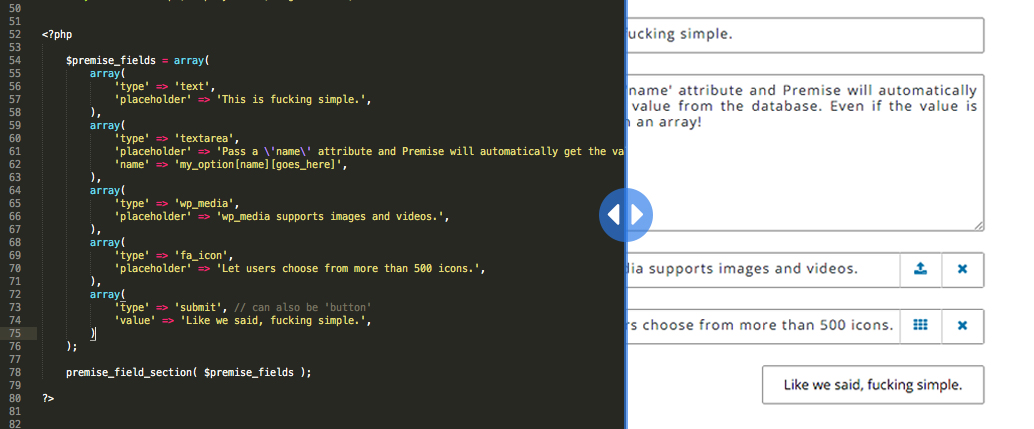 50
51
52 <?php
53
54 $premise_fields = array(
55 array(
56 'type' => 'text',
57 'placeholder' => 'This is fucking simple.',
58 ),
59 array(
60 'type' => 'textarea',
61 'placeholder' => 'Pass a \'name\' attribute and Premise will automatically get the va
62 'name' => 'my_option[name][goes_here]',
63 ),
64 array(
65 'type' => 'wp_media',
66 'placeholder' => 'wp_media supports images and videos.',
67 ),
68 array(
69 'type' => 'fa_icon',
70 'placeholder' => 'Let users choose from more than 500 icons.',
71 ),
72 array(
73 'type' => 'submit', // can also be 'button'
74 'value' => 'Like we said, fucking simple.',
75 )
76 );
77
78 premise_field_section( $premise_fields );
79
80 ?>
81
82
ucking simple.
'name' attribute and Premise will automatically
value from the database. Even if the value is
an array!
dia supports images and videos.
rs choose from more than 500 icons.
Like we said, fucking simple.